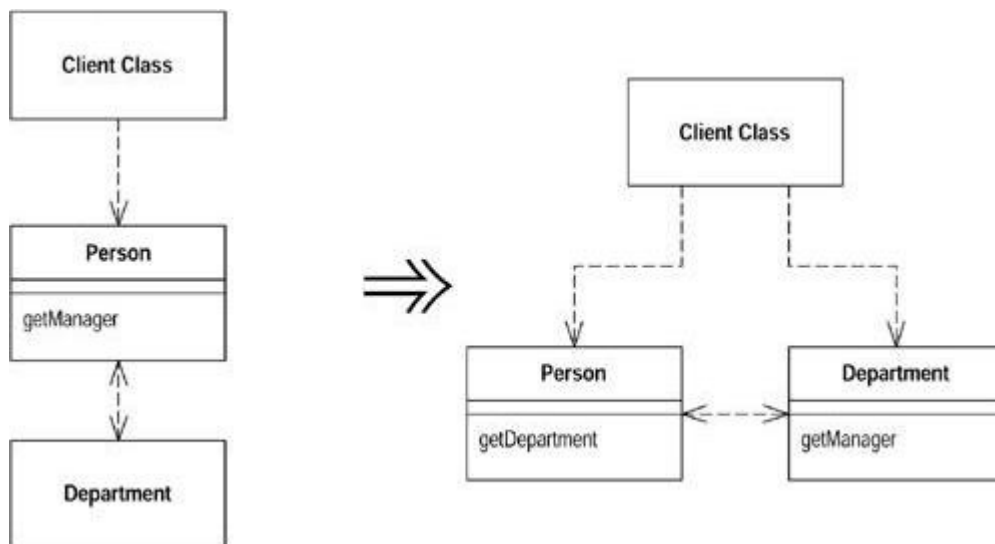 Client Class
Person
getManager
Department
Client Class
Person
getDepartment
Department
getManager